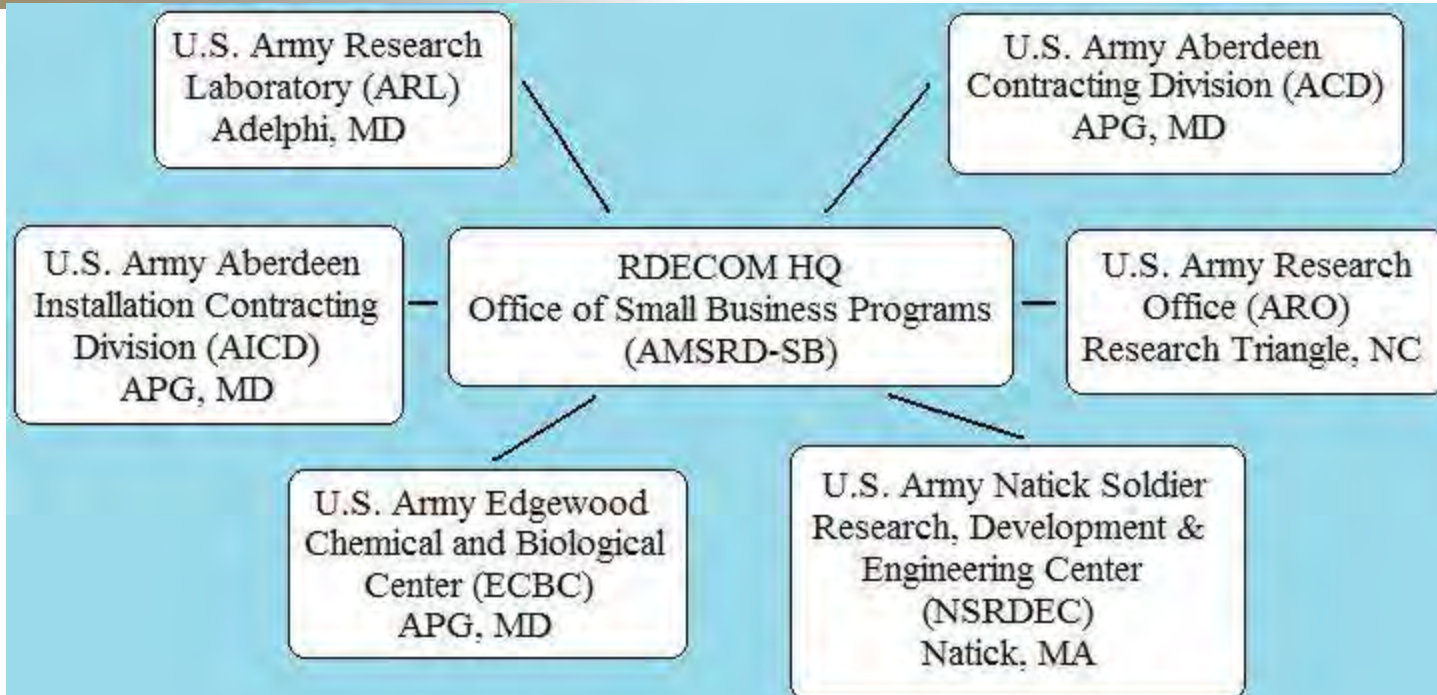 U.S. Army Research
Laboratory (ARL)
Adelphi, MD
U.S. Army Aberdeen
Contracting Division (ACD)
APG, MD
U.S. Army Aberdeen
Installation Contracting
Division (AICD)
APG, MD
RDECOM HQ
Office of Small Business Programs
(AMSRD-SB)
U.S. Army Research
Office (ARO)
Research Triangle, NC
U.S. Army Edgewood
Chemical and Biological
Center (ECBC)
APG, MD
U.S. Army Natick Soldier
Research, Development &
Engineering Center
(NSRDEC)
Natick, MA